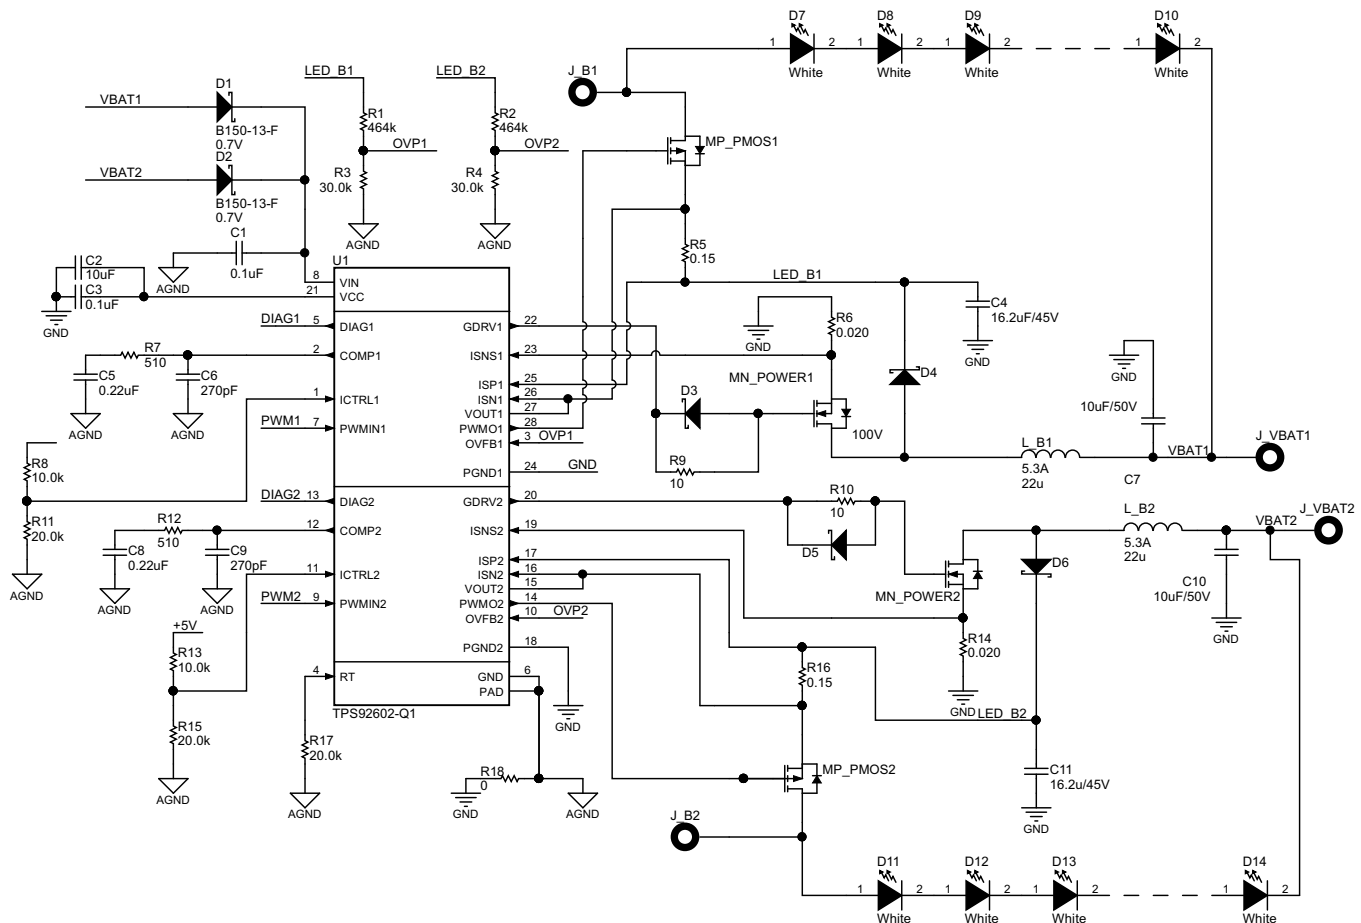 D7
D8
D9
D10
1 2 1 2 1 2 1 2
White
White
White
White
J_B1
LED_B1
LED_B2
VBAT1
D1
B150-13-F
0.7V
VBAT2
D2
B150-13-F
0.7V
R1
464k
OVP1
R3
30.0k
AGND
R2
464k
OVP2
R4
30.0k
AGND
MP_PMOS1
R5
0.15
LED_B1
C1
0.1uF
AGND
C2
10uF
C3
0.1uF
GND
U1
8 VIN
21 VCC
DIAG1 5 DIAG1
2 COMP1
1 ICTRL1
PWM1 7 PWMIN1
DIAG2 13 DIAG2
12 COMP2
11 ICTRL2
PWM2 9 PWMIN2
4 RT
GDRV1 22
ISNS1 23
ISP1 25
ISN1 26
VOUT1 27
PWMO1 28
OVFB1 3 OVP1
PGND1 24 GND
GDRV2 20
ISNS2 19
ISP2 17
ISN2 16
VOUT2 15
PWMO2 14
OVFB2 10 OVP2
PGND2 18
GND 6
PAD
TPS92602-Q1
GND
R7
510
C5
0.22uF
AGND
C6
270pF
AGND
R8
10.0k
R11
20.0k
AGND
R12
510
C8
0.22uF
AGND
C9
270pF
AGND
+5V
R13
10.0k
R15
20.0k
AGND
R17
20.0k
AGND
R18
0
GND
AGND
GND
R6
0.020
C4
16.2uF/45V
GND
MN_POWER1
100V
D3
R9
10
D4
GND
10uF/50V
C7
L_B1
5.3A
22u
VBAT1
J_VBAT1
R10
10
D5
MN_POWER2
D6
L_B2
5.3A
22u
VBAT2
J_VBAT2
C10
10uF/50V
GND
R14
0.020
GND
LED_B2
R16
0.15
C11
16.2u/45V
GND
MP_PMOS2
J_B2
D11
D12
D13
D14
1 2 1 2 1 2 1 2
White
White
White
White